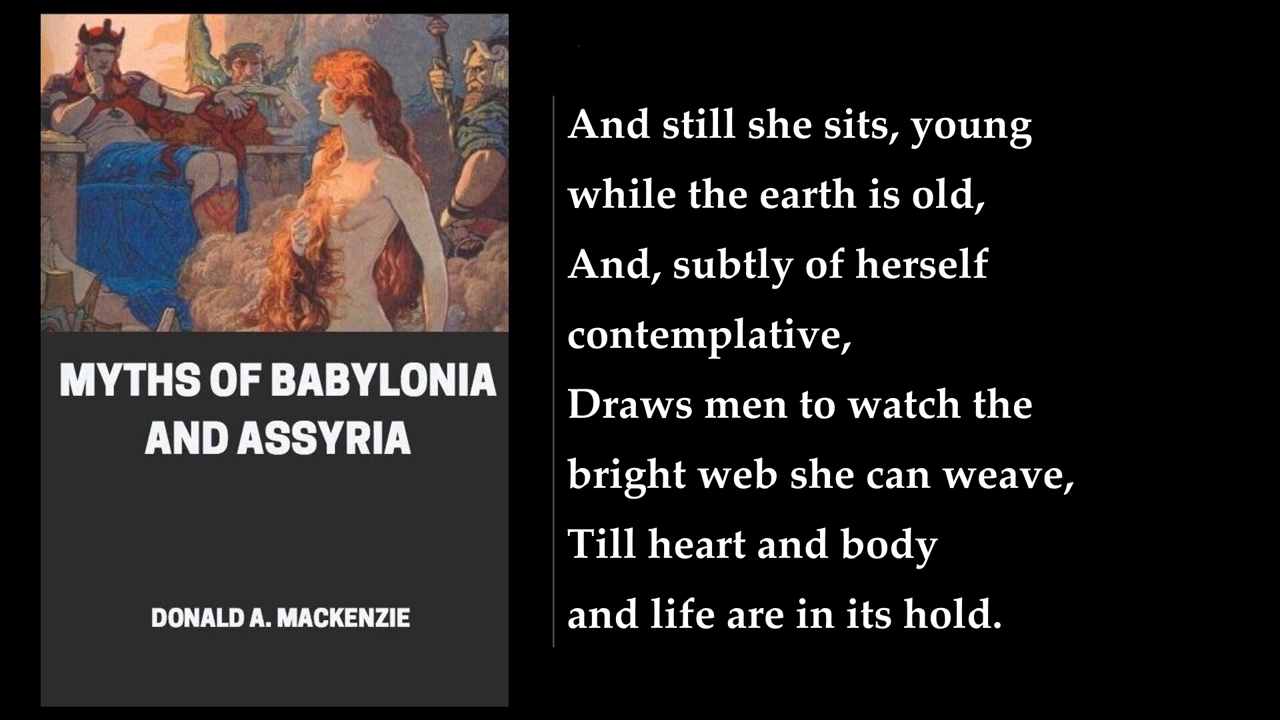 MYTHS OF BABYLONIA
AND ASSYRIA
DONALD A. MACKENZIE
And still she sits, young
while the earth is old,
And, subtly of herself
contemplative,
Draws men to watch the
bright web she can weave,
Till heart and body
and life are in its hold.